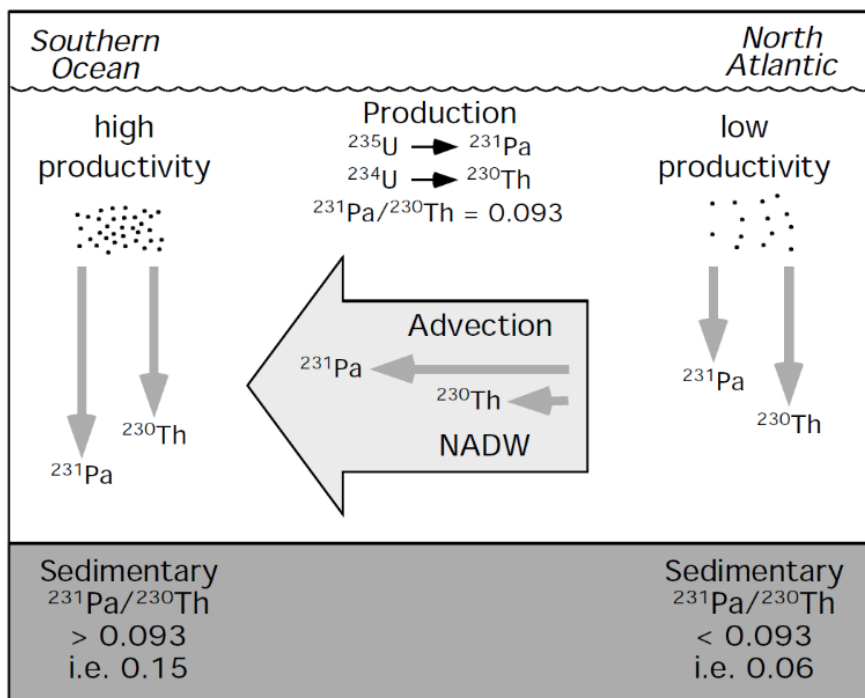 Southern
Ocean
North
Atlantic
Production
²³⁵U → ²³¹Pa
²³⁴U → ²³⁰Th
²³¹Pa/²³⁰Th = 0.093
high
productivity
low
productivity
Advection
²³¹Pa
²³⁰Th
NADW
²³⁰Th
²³¹Pa
²³¹Pa
²³⁰Th
Sedimentary
²³¹Pa/²³⁰Th
> 0.093
i.e. 0.15
Sedimentary
²³¹Pa/²³⁰Th
< 0.093
i.e. 0.06